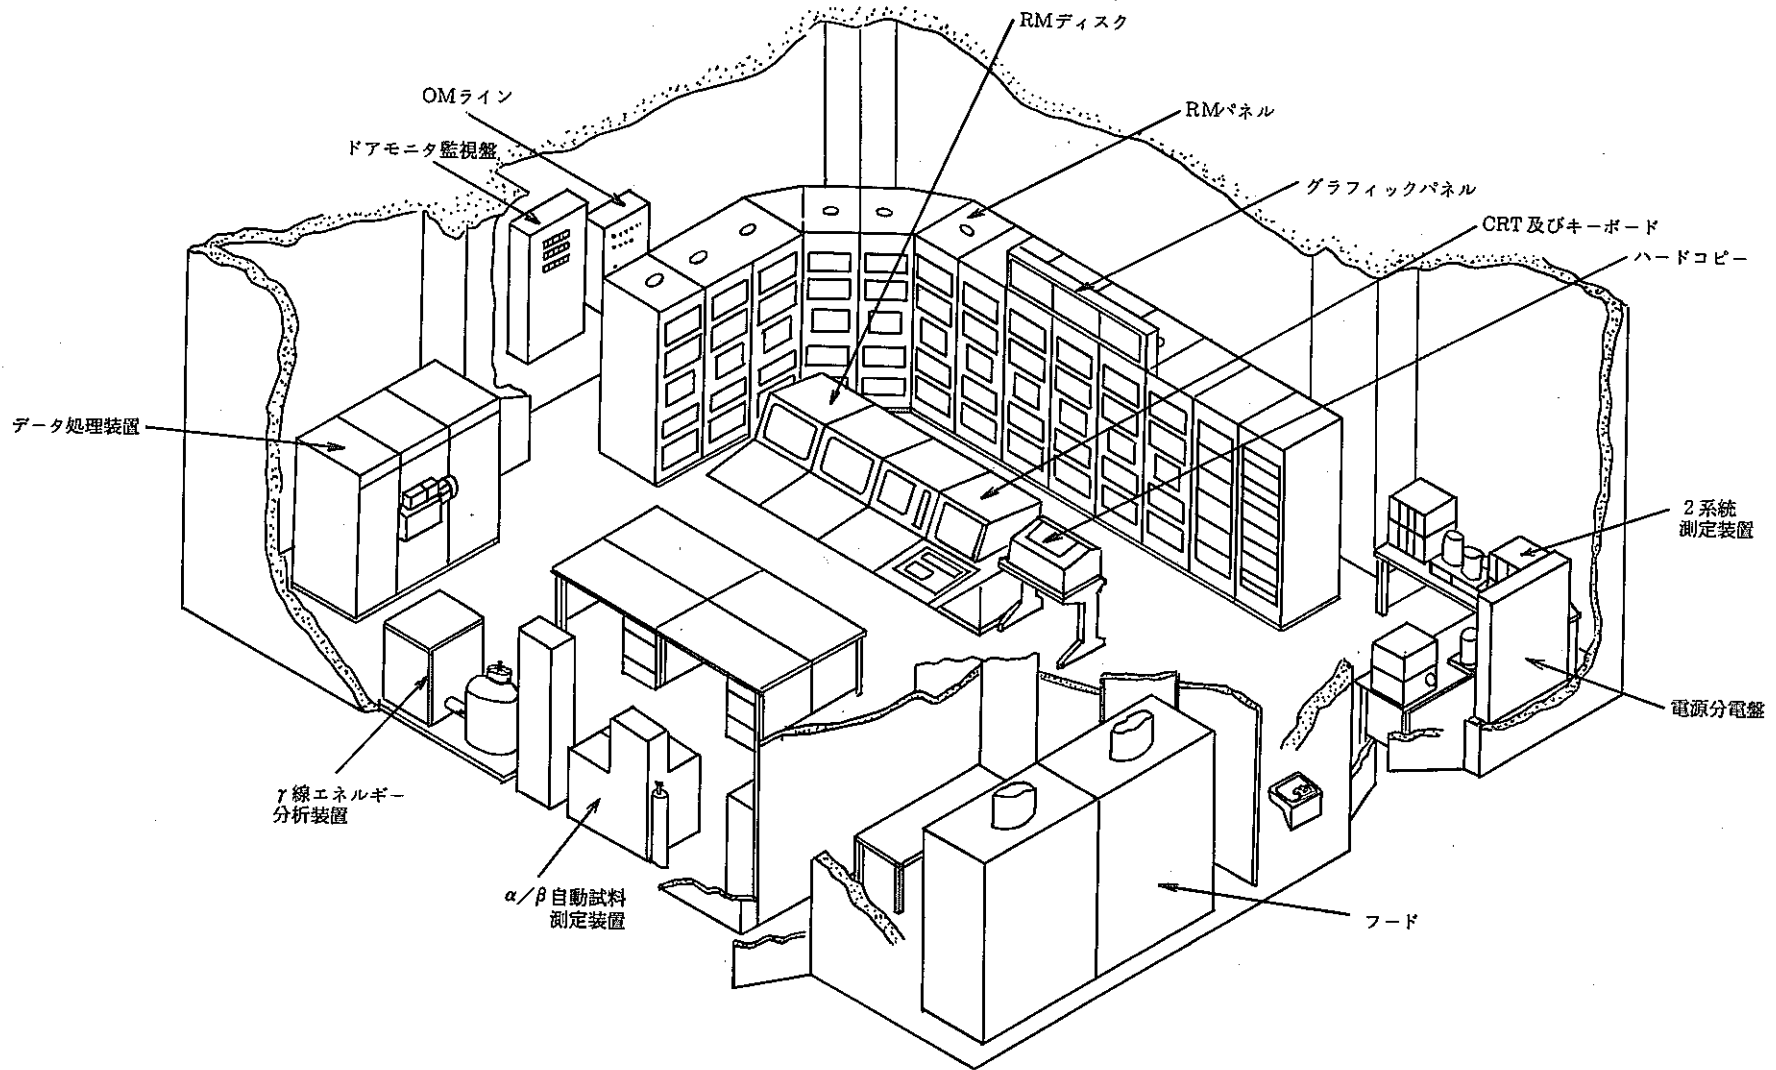 RMディスク
OMライン
RMパネル
ドアモニタ監視盤
グラフィックパネル
CRT及びキーボード
ハードコピー
データ処理装置
2系統
測定装置
電源分電盤
γ線エネルギー
分析装置
α/β自動試料
測定装置
フード